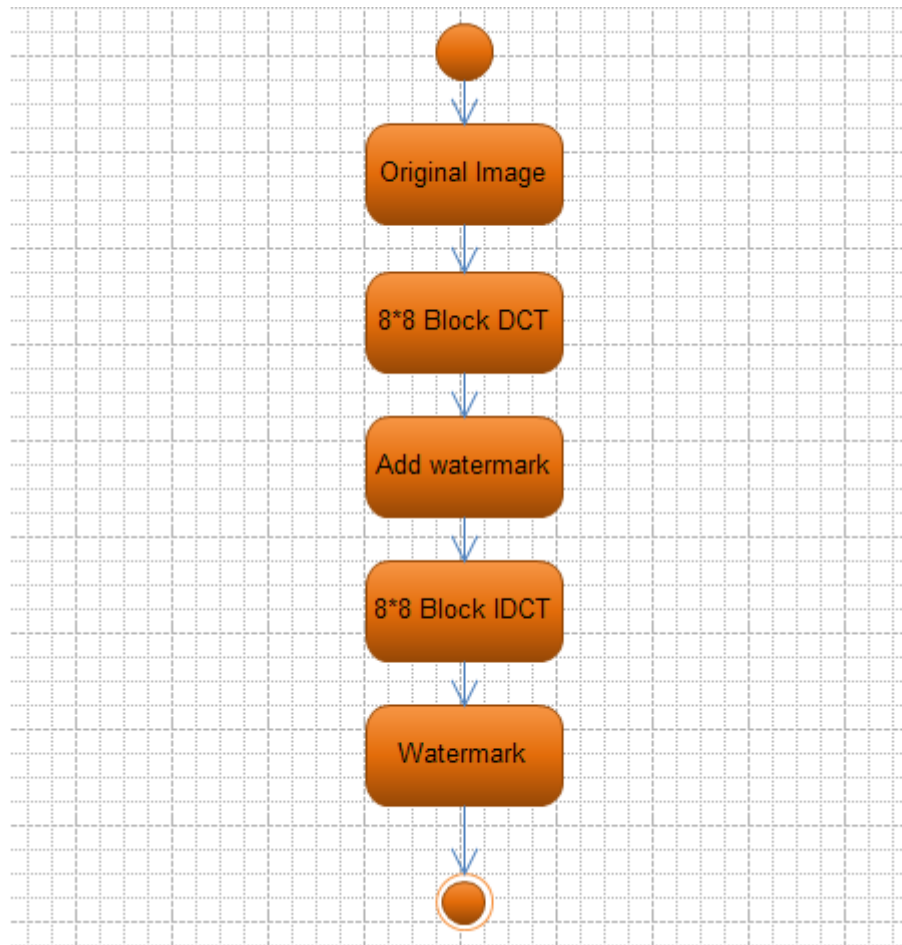 Original Image
8*8 Block DCT
Add watermark
8*8 Block IDCT
Watermark